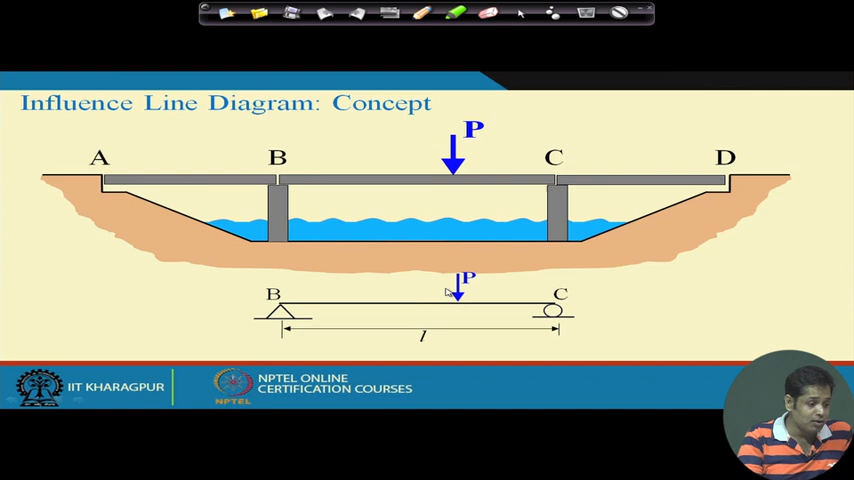 Influence Line Diagram: Concept
P
A B C D
P
B C
l
IIT KHARAGPUR
NPTEL
NPTEL ONLINE
CERTIFICATION COURSES